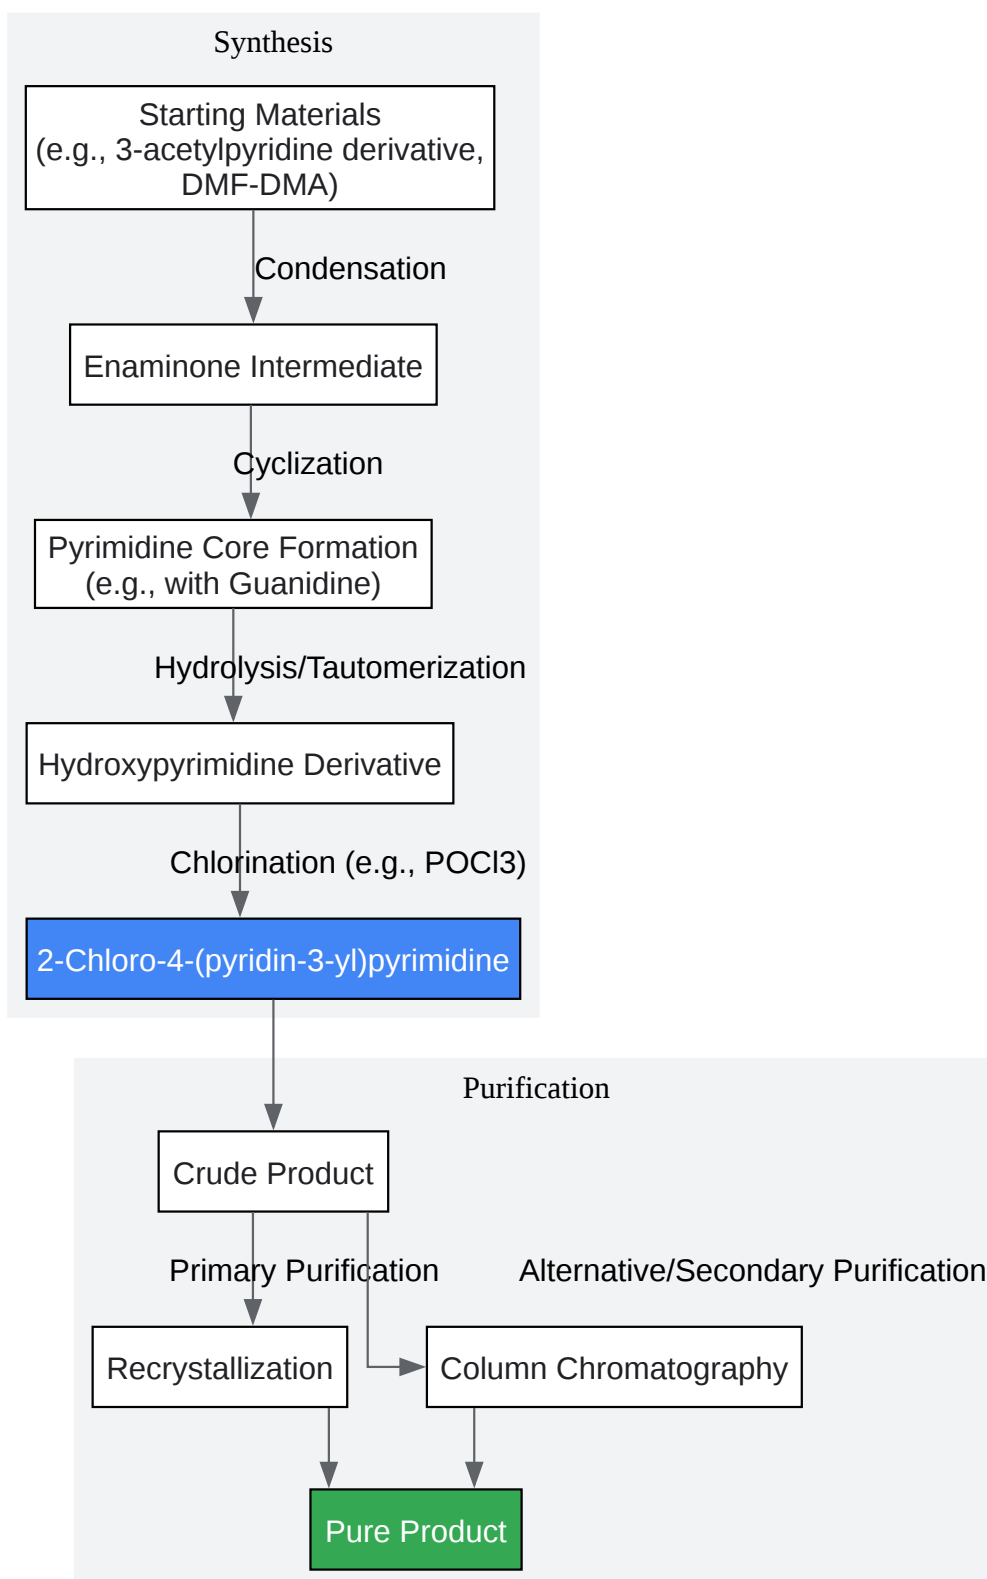 Synthesis
Starting Materials
(e.g., 3-acetylpyridine derivative,
DMF-DMA)
Condensation
Enaminone Intermediate
Cyclization
Pyrimidine Core Formation
(e.g., with Guanidine)
Hydrolysis/Tautomerization
Hydroxypyrimidine Derivative
Chlorination (e.g., POCl3)
2-Chloro-4-(pyridin-3-yl)pyrimidine
Purification
Crude Product
Primary Purification
Alternative/Secondary Purification
Recrystallization
Column Chromatography
Pure Product